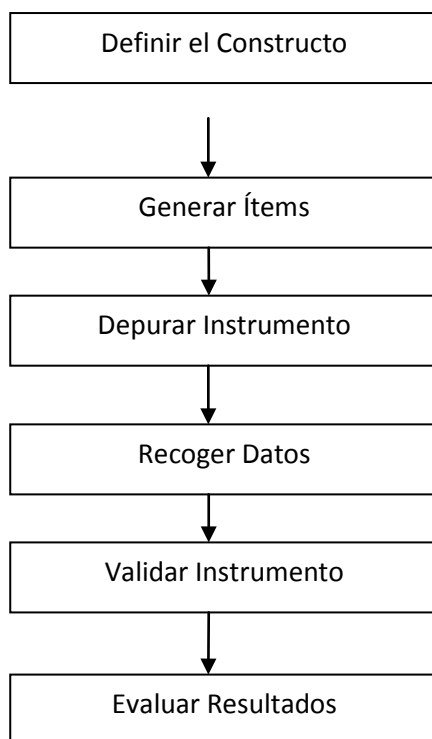 Definir el Constructo
Generar Ítems
Depurar Instrumento
Recoger Datos
Validar Instrumento
Evaluar Resultados